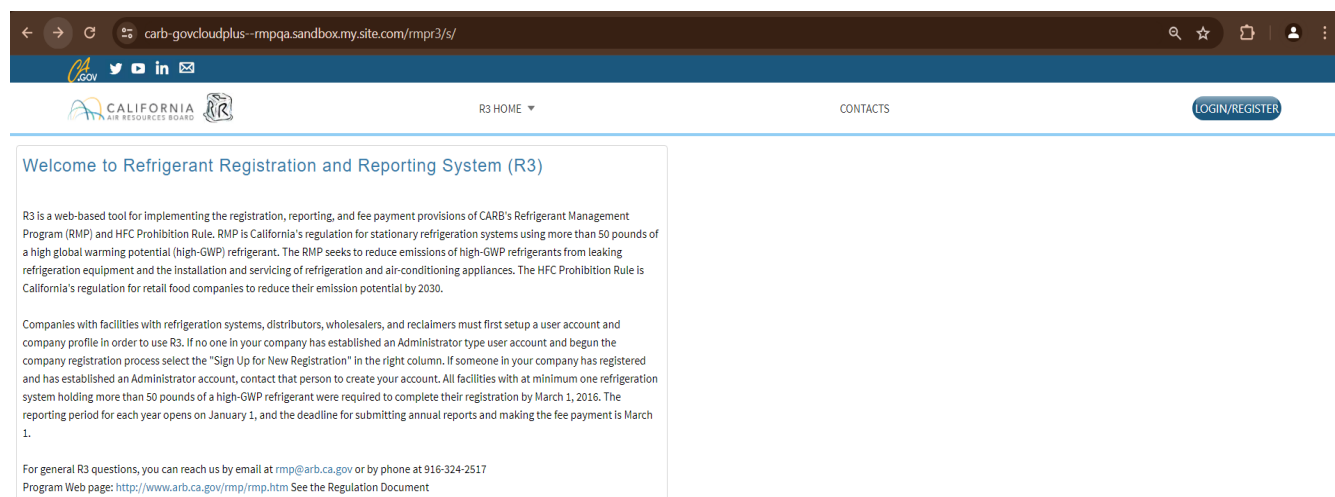 carb-govcloudplus--rmpqa.sandbox.my.site.com/rmpr3/s/
CA.GOV
in
CALIFORNIA
AIR RESOURCES BOARD
R3 HOME
CONTACTS
LOGIN/REGISTER
Welcome to Refrigerant Registration and Reporting System (R3)
R3 is a web-based tool for implementing the registration, reporting, and fee payment provisions of CARB's Refrigerant Management
Program (RMP) and HFC Prohibition Rule. RMP is California's regulation for stationary refrigeration systems using more than 50 pounds of
a high global warming potential (high-GWP) refrigerant. The RMP seeks to reduce emissions of high-GWP refrigerants from leaking
refrigeration equipment and the installation and servicing of refrigeration and air-conditioning appliances. The HFC Prohibition Rule is
California's regulation for retail food companies to reduce their emission potential by 2030.
Companies with facilities with refrigeration systems, distributors, wholesalers, and reclaimers must first setup a user account and
company profile in order to use R3. If no one in your company has established an Administrator type user account and begun the
company registration process select the "Sign Up for New Registration" in the right column. If someone in your company has registered
and has established an Administrator account, contact that person to create your account. All facilities with at minimum one refrigeration
system holding more than 50 pounds of a high-GWP refrigerant were required to complete their registration by March 1, 2016. The
reporting period for each year opens on January 1, and the deadline for submitting annual reports and making the fee payment is March
1.
For general R3 questions, you can reach us by email at rmp@arb.ca.gov or by phone at 916-324-2517
Program Web page: http://www.arb.ca.gov/rmp/rmp.htm See the Regulation Document